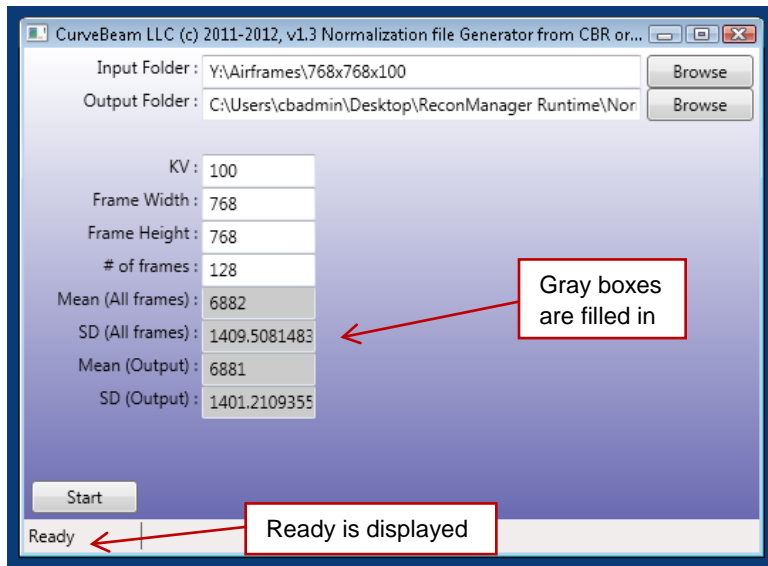 CurveBeam LLC (c) 2011-2012, v1.3 Normalization file Generator from CBR or...
Input Folder : Y:\Airframes\768x768x100 Browse
Output Folder : C:\Users\cbadmin\Desktop\ReconManager Runtime\Nor Browse
KV : 100
Frame Width : 768
Frame Height : 768
# of frames : 128
Mean (All frames) : 6882
SD (All frames) : 1409.5081483
Mean (Output) : 6881
SD (Output) : 1401.2109355
Gray boxes
are filled in
Start
Ready
Ready is displayed